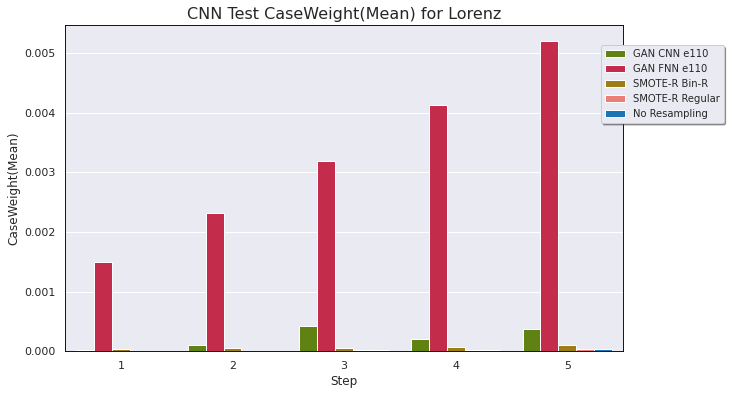 CNN Test CaseWeight(Mean) for Lorenz
CaseWeight(Mean)
0.005
0.004
0.003
0.002
0.001
0.000
1 2 3 4 5
Step
GAN CNN e110
GAN FNN e110
SMOTE-R Bin-R
SMOTE-R Regular
No Resampling